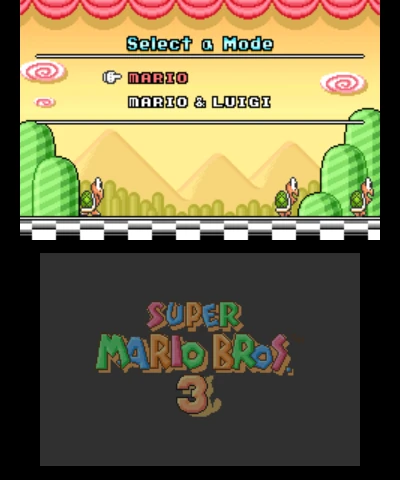 Select a Mode
MARIO
MARIO & LUIGI
SUPER
MARIO BROS.
3